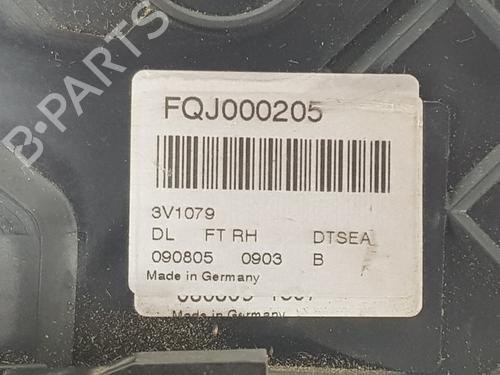 B-PARTS
FQJ000205
3V1079
DL FT RH DTSEA
090805 0903 B
Made in Germany
Made in Germany